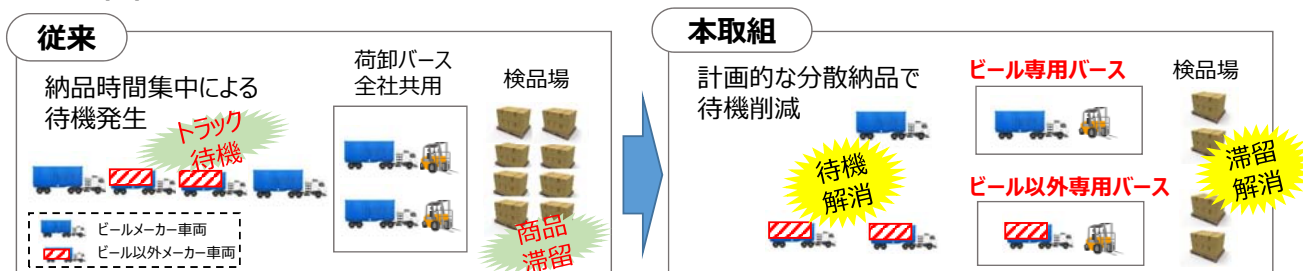 従来
納品時間集中による
待機発生
トラック
待機
荷卸バース
全社共用
検品場
商品
滞留
ビールメーカー車両
ビール以外メーカー車両
本取組
計画的な分散納品で
待機削減
待機
解消
ビール専用バース
ビール以外専用バース
検品場
滞留
解消